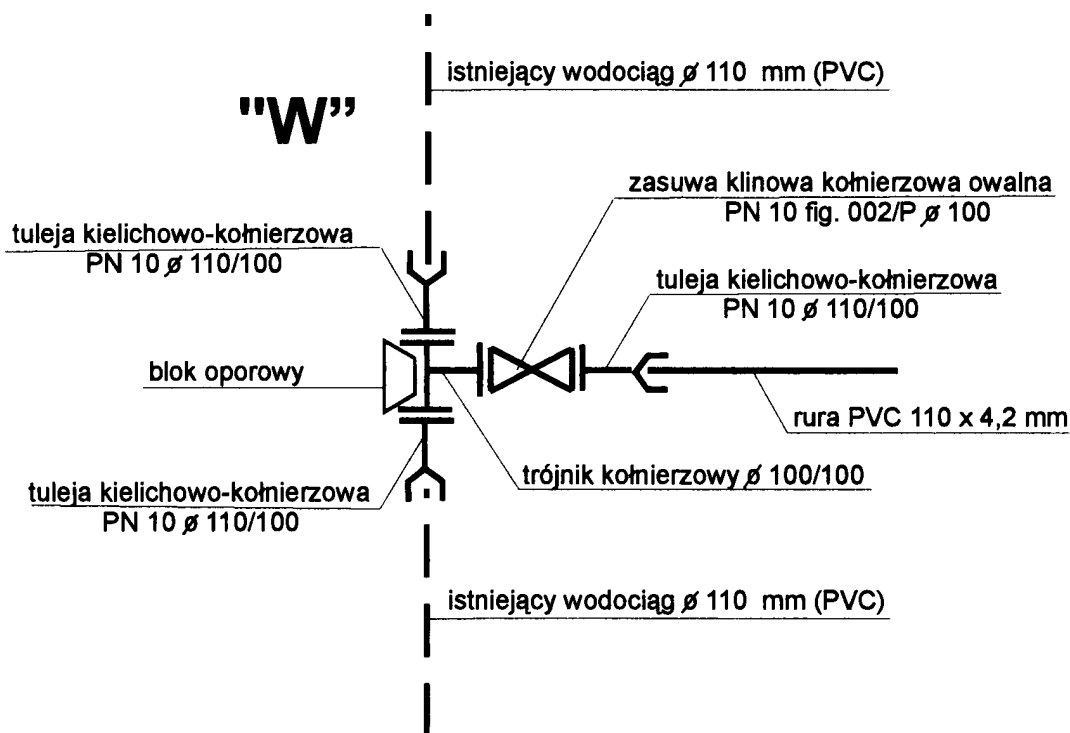 istniejący wodociąg ø 110 mm (PVC)
"W”
zasuwa klinowa kołnierzowa owalna
PN 10 fig. 002/P ø 100
tuleja kielichowo-kołnierzowa
PN 10 ø 110/100
tuleja kielichowo-kołnierzowa
PN 10 ø 110/100
blok oporowy
rura PVC 110 x 4,2 mm
trójnik kołnierzowy ø 100/100
tuleja kielichowo-kołnierzowa
PN 10 ø 110/100
istniejący wodociąg ø 110 mm (PVC)